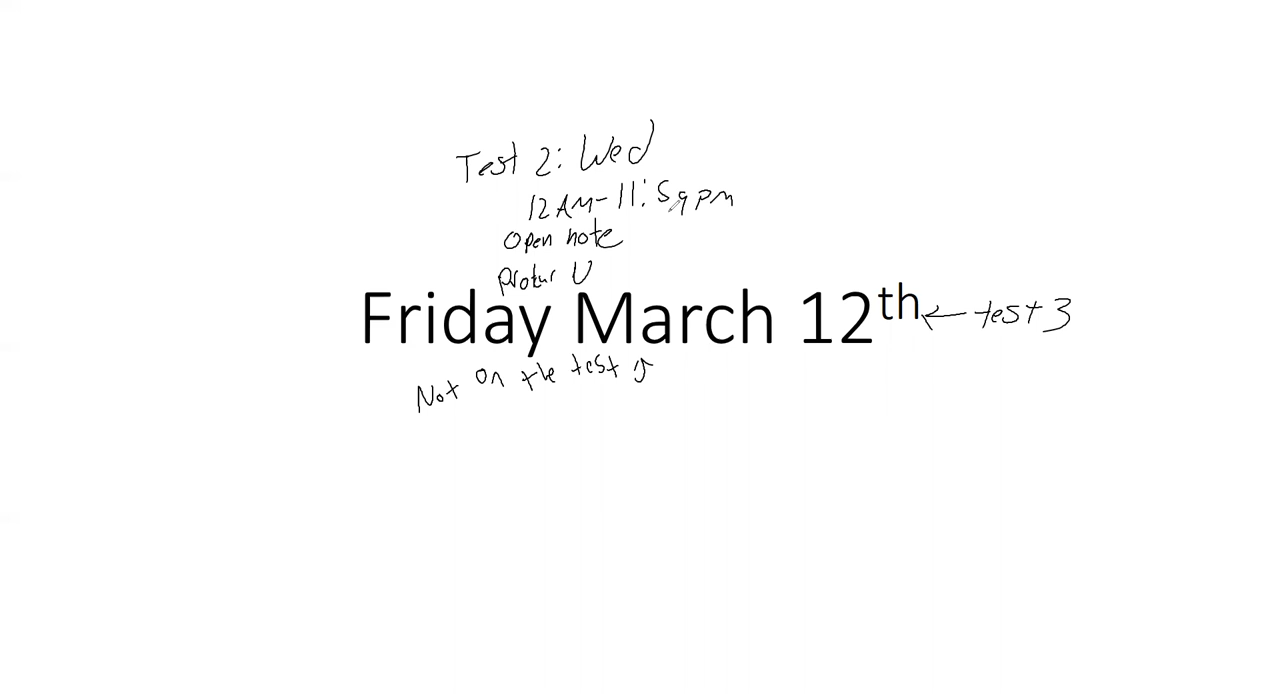 Test 2: Wed
12AM-11:59pm
Open note
U
Friday March 12th ← test 3
Not on the test